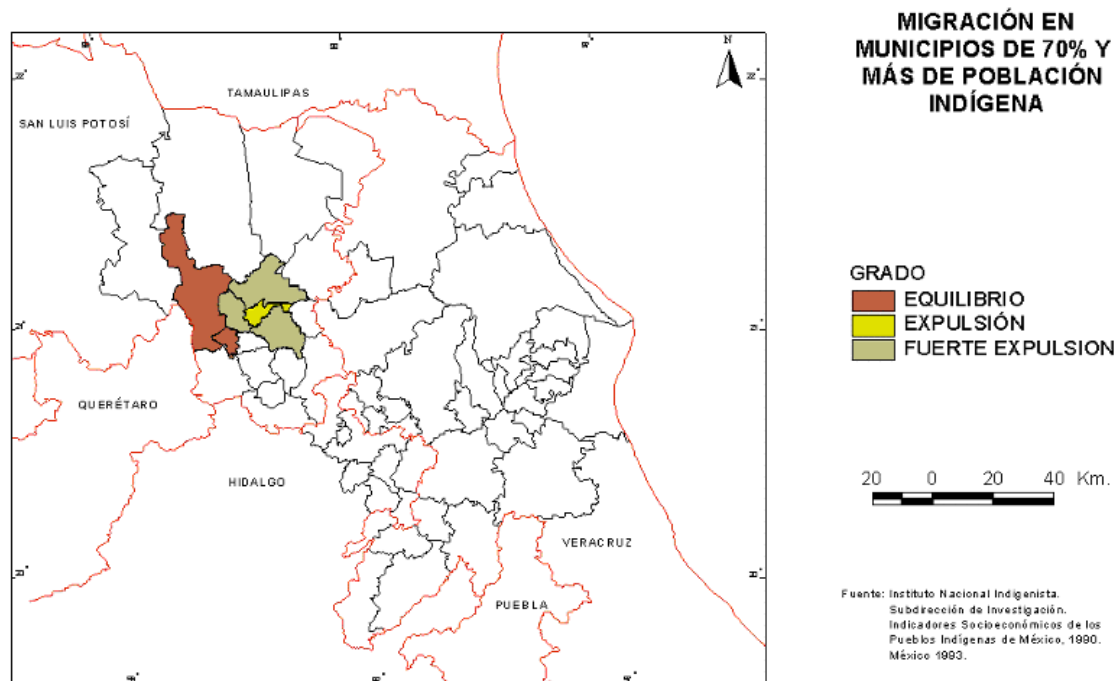 MIGRACIÓN EN
MUNICIPIOS DE 70% Y
MÁS DE POBLACIÓN
INDÍGENA
N
TAMAULIPAS
SAN LUIS POTOSÍ
QUERÉTARO
HIDALGO
VERACRUZ
PUEBLA
GRADO
EQUILIBRIO
EXPULSIÓN
FUERTE EXPULSION
20 0 20 40 Km.
Fuente: Instituto Nacional Indigenista.
Subdirección de Investigación.
Indicadores Socioeconómicos de los
Pueblos Indígenas de México, 1990.
México 1993.